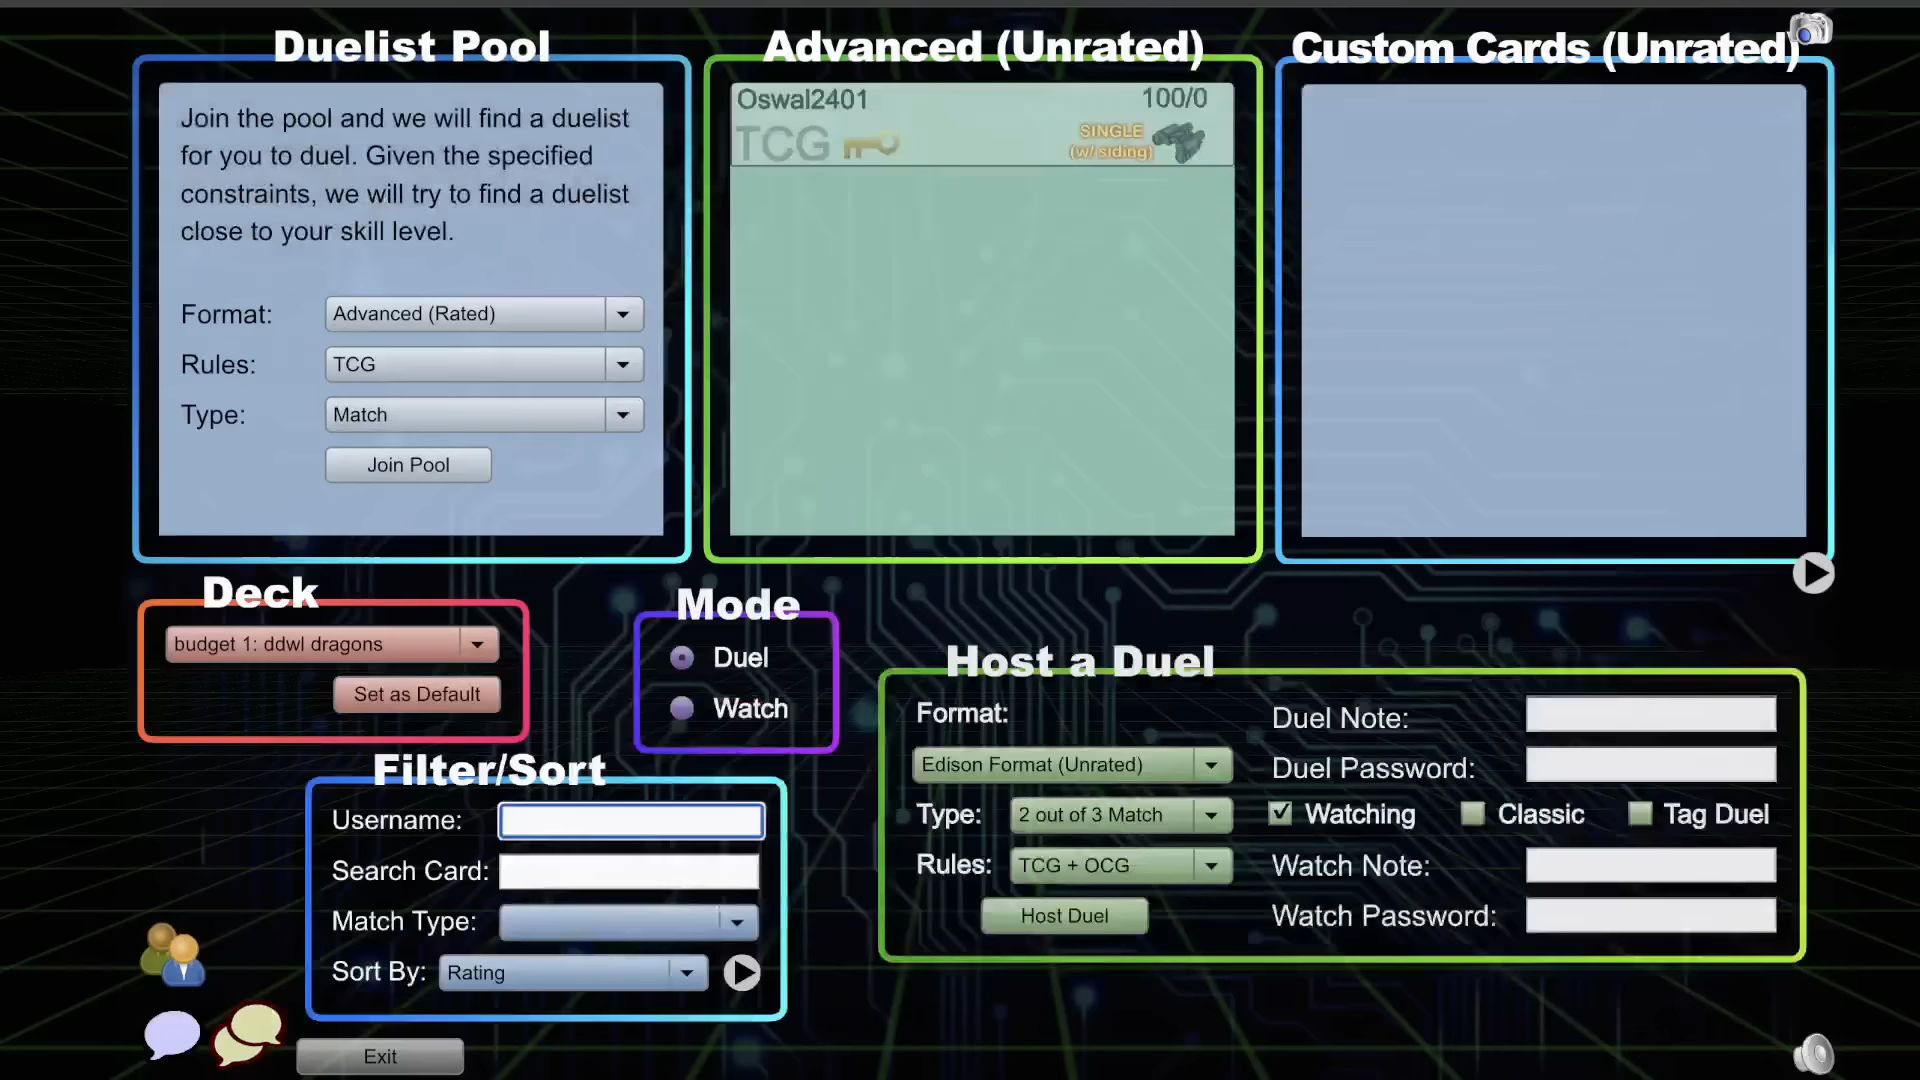 Duelist Pool
Join the pool and we will find a duelist
for you to duel. Given the specified
constraints, we will try to find a duelist
close to your skill level.
Format: Advanced (Rated)
Rules: TCG
Type: Match
Join Pool
Advanced (Unrated)
Oswal2401 100/0
TCG SINGLE
(w/ siding)
Custom Cards (Unrated)
Deck
budget 1: ddwl dragons
Set as Default
Mode
Duel
Watch
Filter/Sort
Username:
Search Card:
Match Type:
Sort By: Rating
Host a Duel
Format:
Edison Format (Unrated)
Type: 2 out of 3 Match
Rules: TCG + OCG
Host Duel
Duel Note:
Duel Password:
Watching Classic Tag Duel
Watch Note:
Watch Password:
Exit